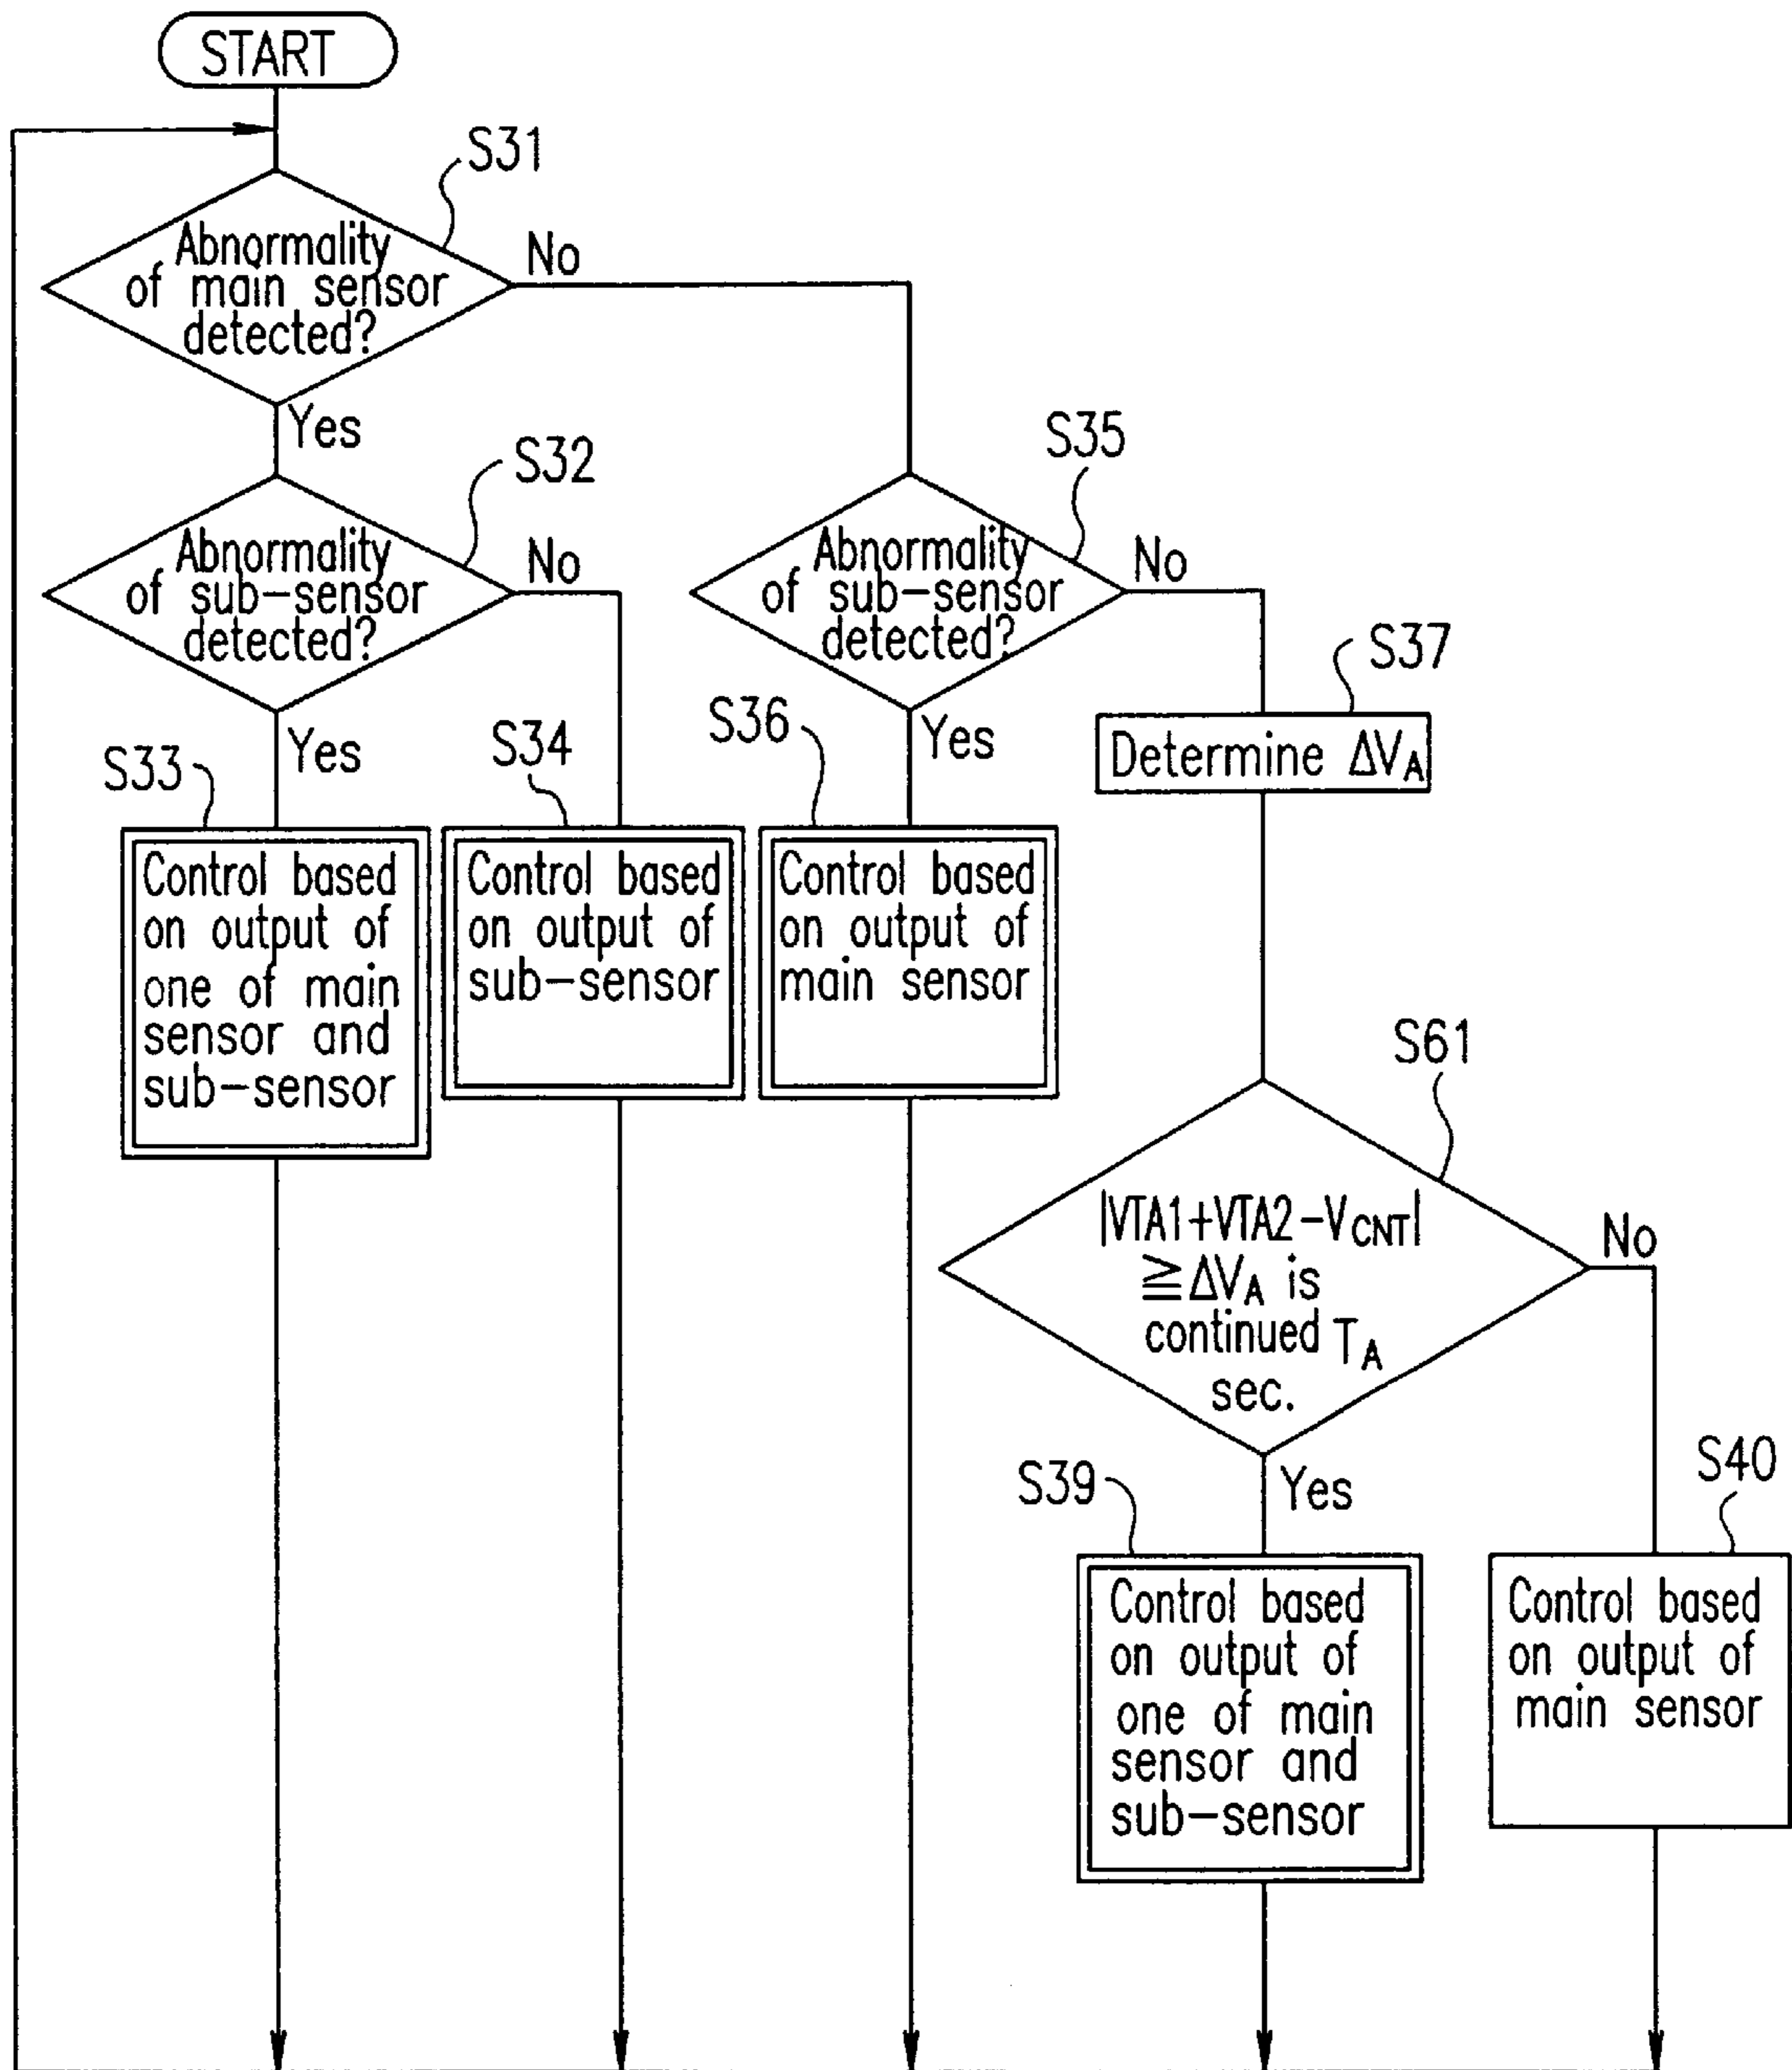 START
S31
Abnormality
of main sensor
detected?
No
Yes
S32
Abnormality
of sub-sensor
detected?
No
Yes
S35
Abnormality
of sub-sensor
detected?
No
Yes
S37
Determine ΔVA
S33
Control based
on output of
one of main
sensor and
sub-sensor
S34
Control based
on output of
sub-sensor
S36
Control based
on output of
main sensor
S61
|VTA1+VTA2-VCNT|
≧ΔVA is
continued TA
sec.
No
Yes
S39
Control based
on output of
one of main
sensor and
sub-sensor
S40
Control based
on output of
main sensor